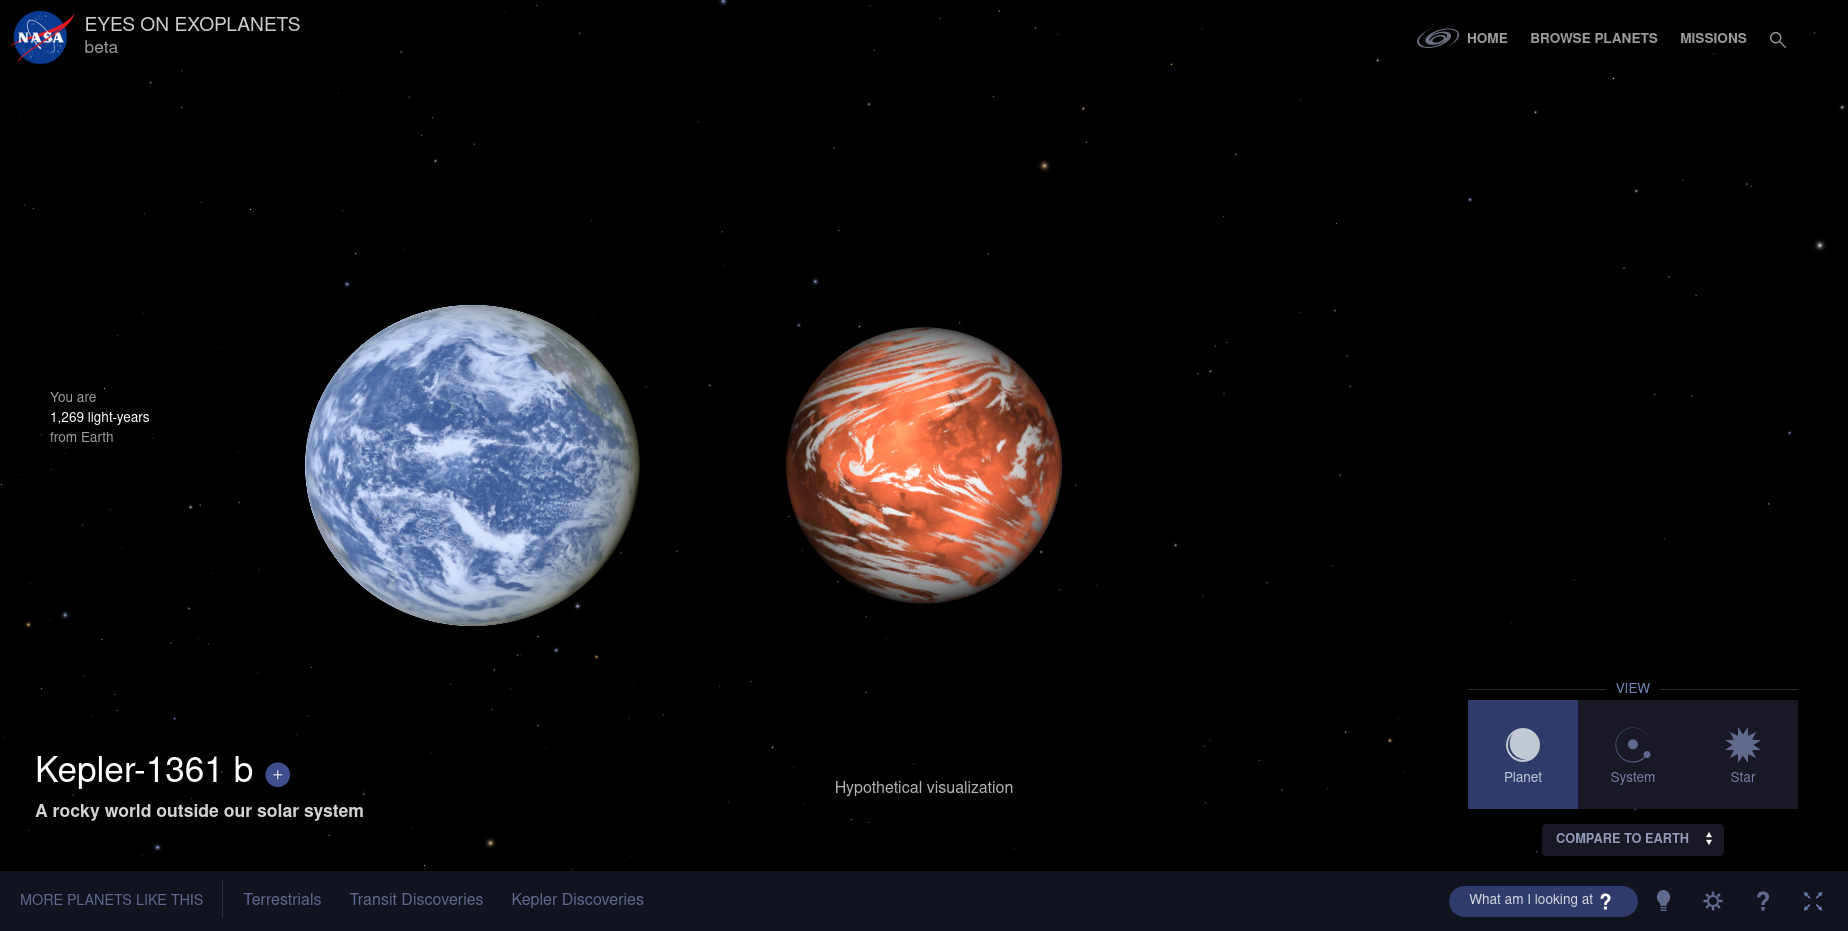 NASA
EYES ON EXOPLANETS
beta
HOME
BROWSE PLANETS
MISSIONS
You are
1,269 light-years
from Earth
VIEW
Planet
System
Star
COMPARE TO EARTH
Kepler-1361 b +
A rocky world outside our solar system
Hypothetical visualization
MORE PLANETS LIKE THIS
Terrestrials
Transit Discoveries
Kepler Discoveries
What am I looking at ?
?